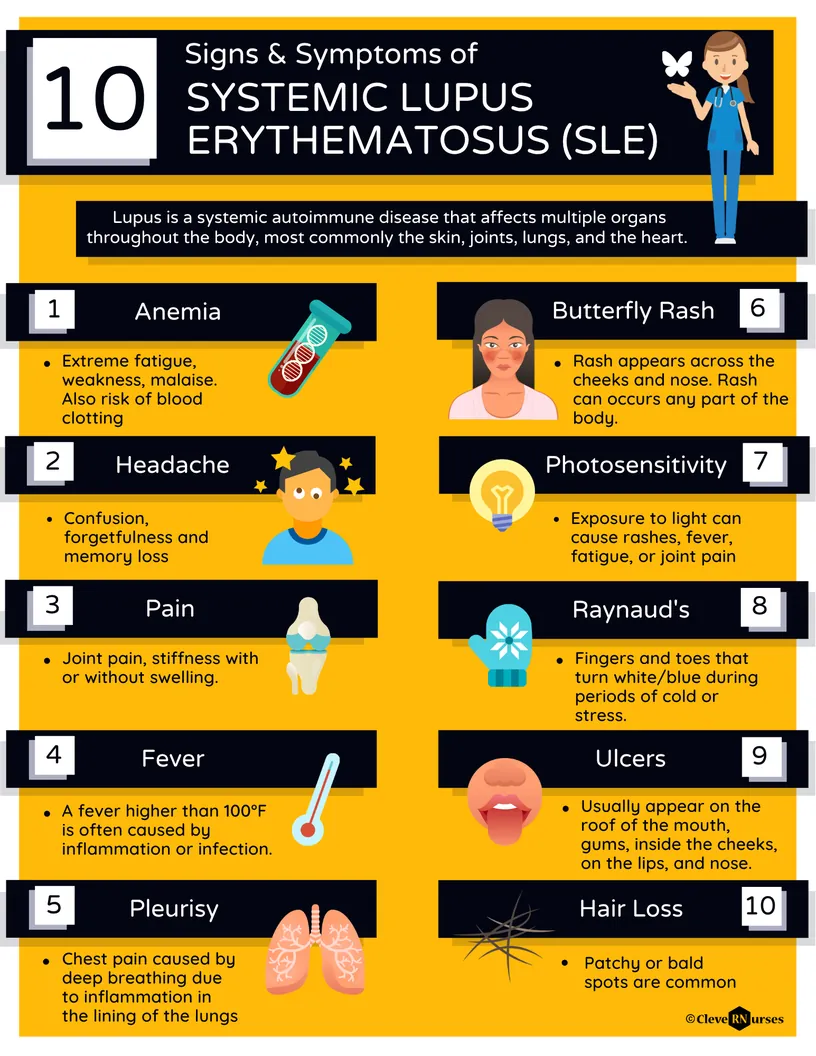 10
Signs & Symptoms of
SYSTEMIC LUPUS
ERYTHEMATOSUS (SLE)
Lupus is a systemic autoimmune disease that affects multiple organs
throughout the body, most commonly the skin, joints, lungs, and the heart.
1 Anemia
• Extreme fatigue,
weakness, malaise.
Also risk of blood
clotting
2 Headache
• Confusion,
forgetfulness and
memory loss
3 Pain
• Joint pain, stiffness with
or without swelling.
4 Fever
• A fever higher than 100°F
is often caused by
inflammation or infection.
5 Pleurisy
• Chest pain caused by
deep breathing due
to inflammation in
the lining of the lungs
Butterfly Rash 6
• Rash appears across the
cheeks and nose. Rash
can occurs any part of the
body.
Photosensitivity 7
• Exposure to light can
cause rashes, fever,
fatigue, or joint pain
Raynaud's 8
• Fingers and toes that
turn white/blue during
periods of cold or
stress.
Ulcers 9
• Usually appear on the
roof of the mouth,
gums, inside the cheeks,
on the lips, and nose.
Hair Loss 10
• Patchy or bald
spots are common
©CleveRNurses